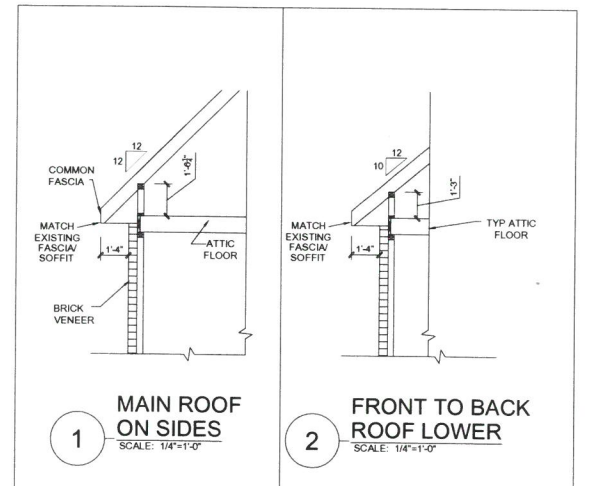 12
12
COMMON
FASCIA
1'-6¼"
MATCH
EXISTING
FASCIA/
SOFFIT
1'-4"
ATTIC
FLOOR
BRICK
VENEER
1
MAIN ROOF
ON SIDES
SCALE: 1/4"=1'-0"
12
10
1'-3"
MATCH
EXISTING
FASCIA/
SOFFIT
1'-4"
TYP ATTIC
FLOOR
2
FRONT TO BACK
ROOF LOWER
SCALE: 1/4"=1'-0"